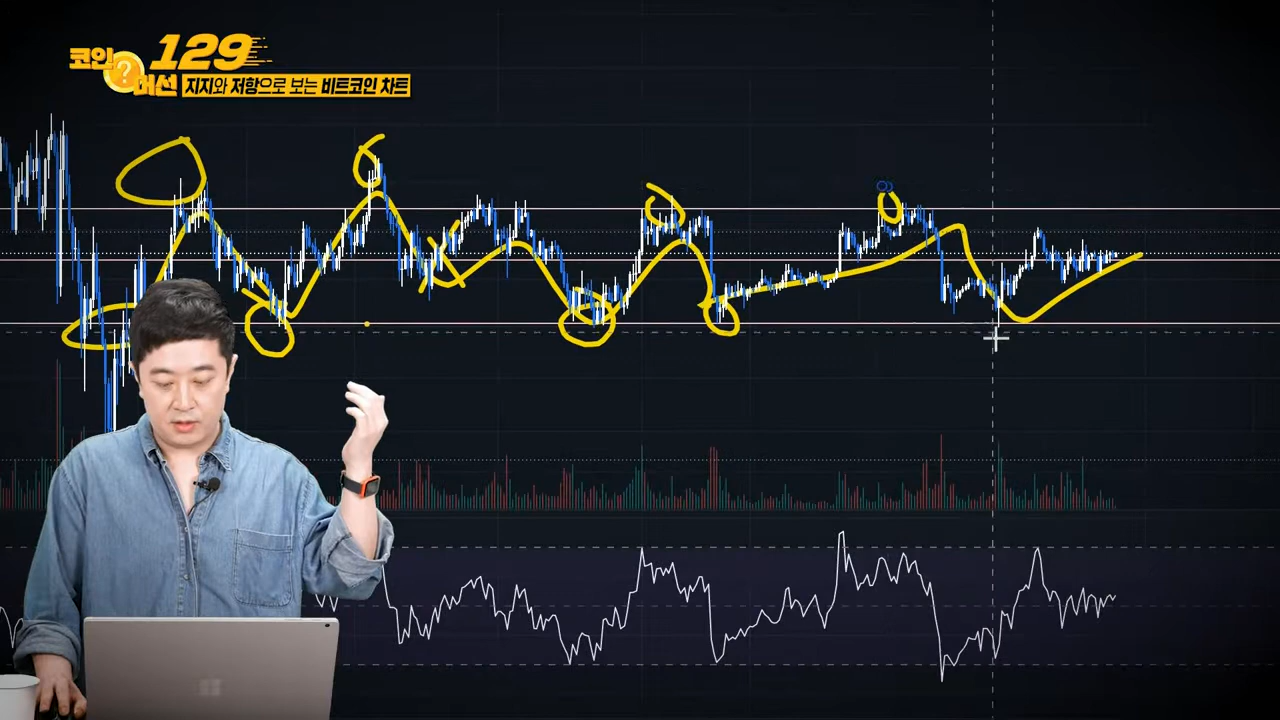 코인 129
머선
지지와 저항으로 보는 비트코인 차트